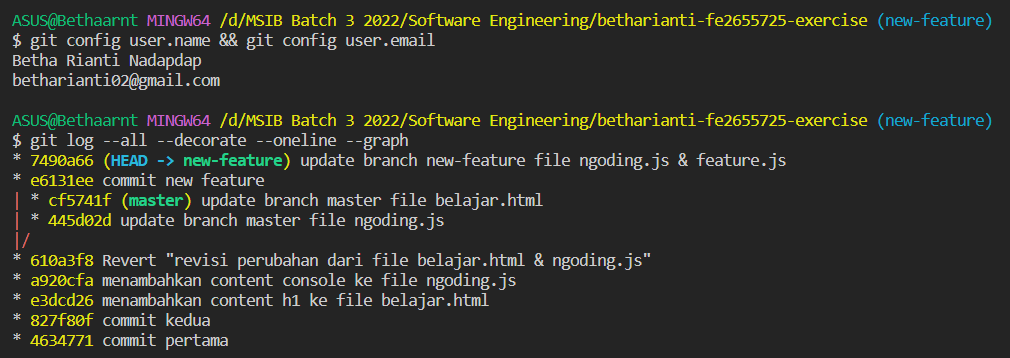 ASUS@Bethaarnt MINGW64 /d/MSIB Batch 3 2022/Software Engineering/betharianti-fe2655725-exercise (new-feature)
$ git config user.name && git config user.email
Betha Rianti Nadapdap
betharianti02@gmail.com
ASUS@Bethaarnt MINGW64 /d/MSIB Batch 3 2022/Software Engineering/betharianti-fe2655725-exercise (new-feature)
$ git log --all --decorate --oneline --graph
* 7490a66 (HEAD -> new-feature) update branch new-feature file ngoding.js & feature.js
* e6131ee commit new feature
| * cf5741f (master) update branch master file belajar.html
| * 445d02d update branch master file ngoding.js
|/
* 610a3f8 Revert "revisi perubahan dari file belajar.html & ngoding.js"
* a920cfa menambahkan content console ke file ngoding.js
* e3dcd26 menambahkan content h1 ke file belajar.html
* 827f80f commit kedua
* 4634771 commit pertama